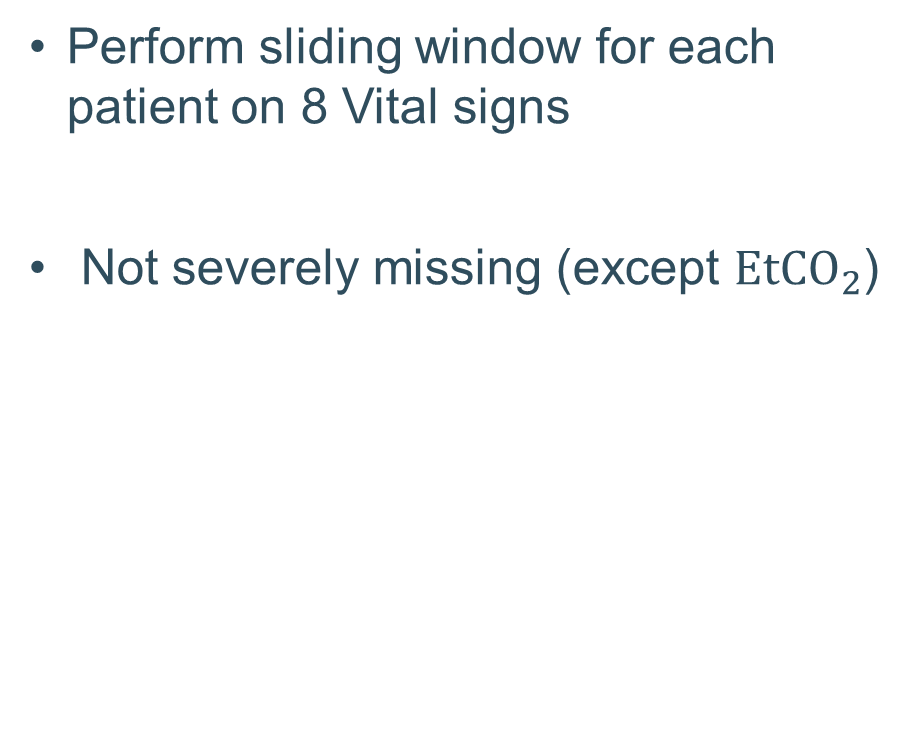 • Perform sliding window for each
patient on 8 Vital signs
• Not severely missing (except EtCO₂)